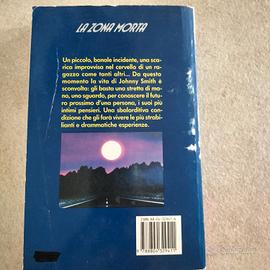 LA ZONA MORTA
Un piccolo, banale incidente, una sca-
rica improvvisa nel cervello di un ra-
gazzo come tanti altri... Da questo
momento la vita di Johnny Smith è
sconvolta: gli basta una stretta di ma-
no, uno sguardo, per conoscere il futu-
ro prossimo d'una persona, i suoi più
intimi pensieri. Una sbalorditiva con-
dizione che gli farà vivere le più strabi-
lianti e drammatiche esperienze.